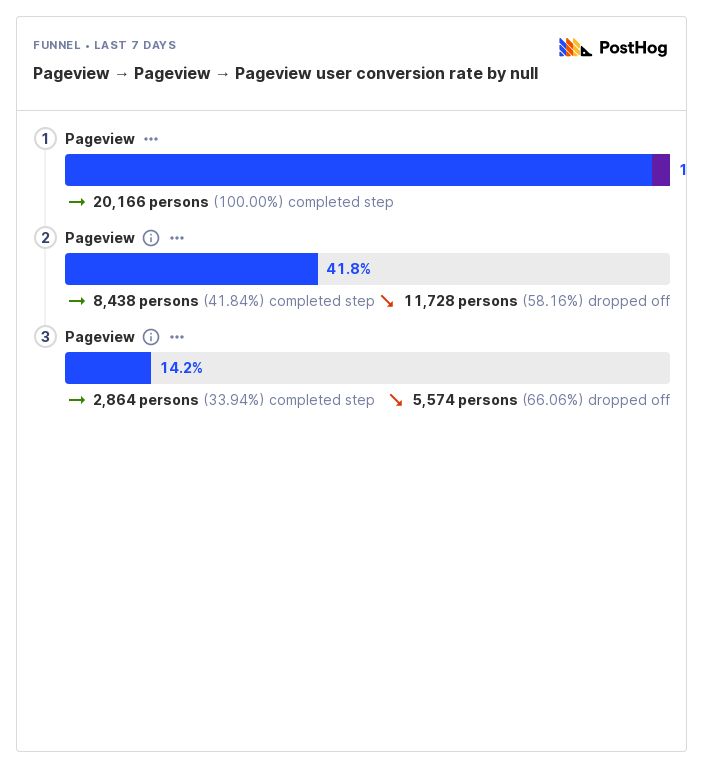 FUNNEL • LAST 7 DAYS
PostHog
Pageview → Pageview → Pageview user conversion rate by null
1 Pageview
20,166 persons (100.00%) completed step
2 Pageview
41.8%
8,438 persons (41.84%) completed step 11,728 persons (58.16%) dropped off
3 Pageview
14.2%
2,864 persons (33.94%) completed step 5,574 persons (66.06%) dropped off